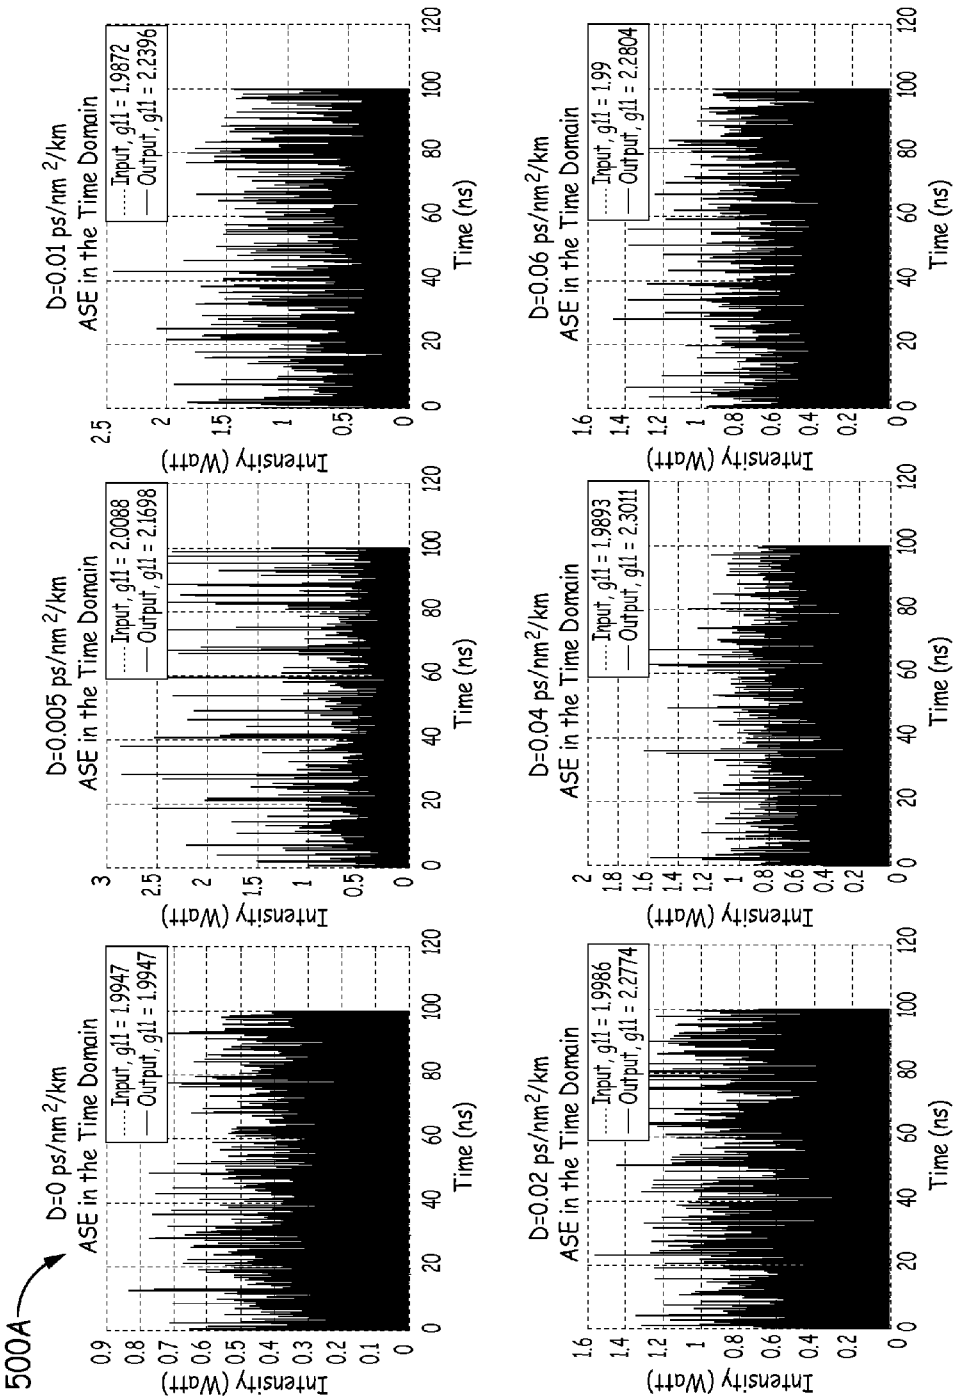 500A
D=0 ps/nm²/km
ASE in the Time Domain
Input, g11 = 1.9947
Output, g11 = 1.9947
Intensity (Watt)
0.9
0.8
0.7
0.6
0.5
0.4
0.3
0.2
0.1
0
0 20 40 60 80 100 120
Time (ns)
D=0.005 ps/nm²/km
ASE in the Time Domain
Input, g11 = 2.0088
Output, g11 = 2.1698
Intensity (Watt)
3
2.5
2
1.5
1
0.5
0
0 20 40 60 80 100 120
Time (ns)
D=0.01 ps/nm²/km
ASE in the Time Domain
Input, g11 = 1.9872
Output, g11 = 2.2396
Intensity (Watt)
2.5
2
1.5
1
0.5
0
0 20 40 60 80 100 120
Time (ns)
D=0.02 ps/nm²/km
ASE in the Time Domain
Input, g11 = 1.9986
Output, g11 = 2.2774
Intensity (Watt)
1.6
1.4
1.2
1
0.8
0.6
0.4
0.2
0
0 20 40 60 80 100 120
Time (ns)
D=0.04 ps/nm²/km
ASE in the Time Domain
Input, g11 = 1.9893
Output, g11 = 2.3011
Intensity (Watt)
2
1.8
1.6
1.4
1.2
1
0.8
0.6
0.4
0.2
0
0 20 40 60 80 100 120
Time (ns)
D=0.06 ps/nm²/km
ASE in the Time Domain
Input, g11 = 1.99
Output, g11 = 2.2804
Intensity (Watt)
1.6
1.4
1.2
1
0.8
0.6
0.4
0.2
0
0 20 40 60 80 100 120
Time (ns)